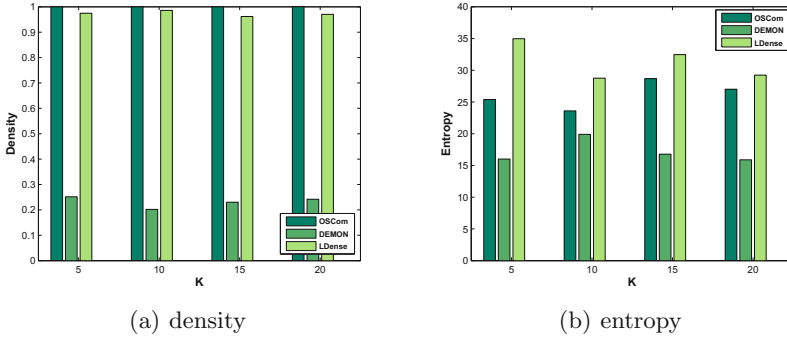 1
0.9
0.8
0.7
0.6
0.5
0.4
0.3
0.2
0.1
0
Density
5 10 15 20
K
OSCom
DEMON
LDense
(a) density
40
35
30
25
20
15
10
5
0
Entropy
5 10 15 20
K
OSCom
DEMON
LDense
(b) entropy